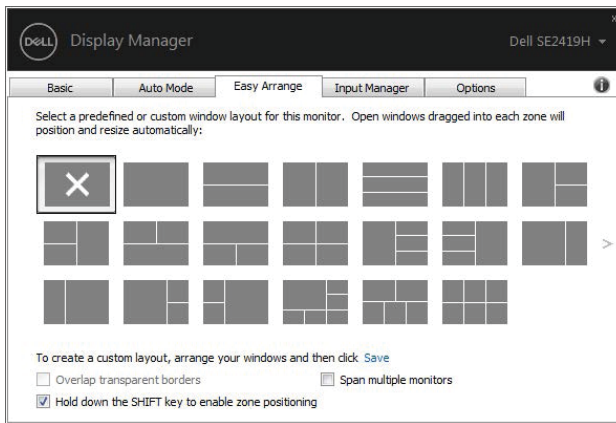 DELL
Display Manager
Dell SE2419H
Basic
Auto Mode
Easy Arrange
Input Manager
Options
Select a predefined or custom window layout for this monitor. Open windows dragged into each zone will
position and resize automatically:
To create a custom layout, arrange your windows and then click Save
Overlap transparent borders
Span multiple monitors
Hold down the SHIFT key to enable zone positioning